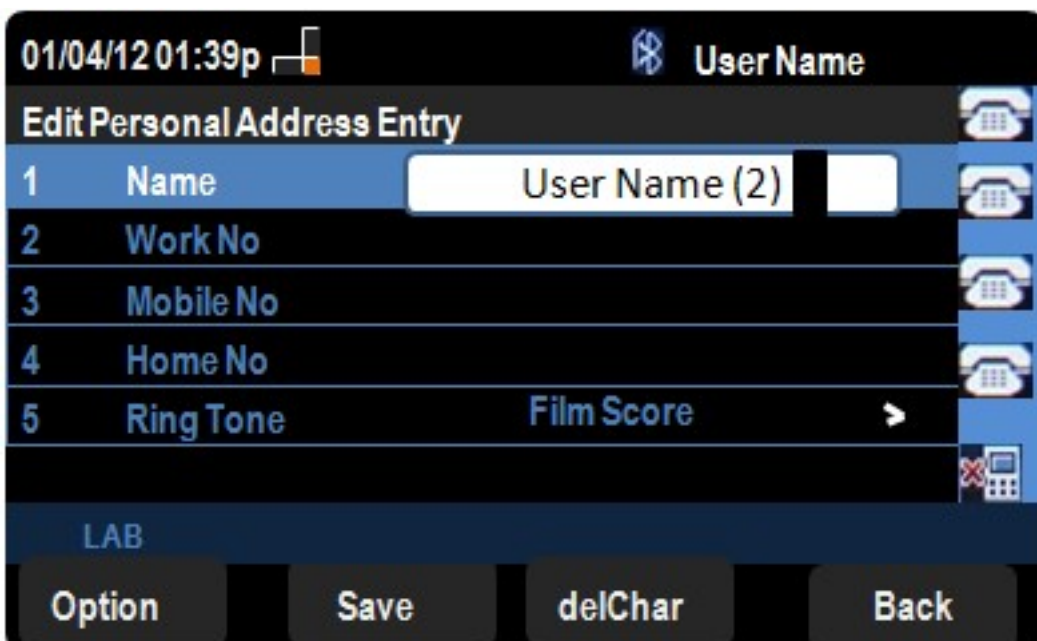 01/04/12 01:39p User Name
Edit Personal Address Entry
1 Name User Name (2)
2 Work No
3 Mobile No
4 Home No
5 Ring Tone Film Score >
LAB
Option Save delChar Back